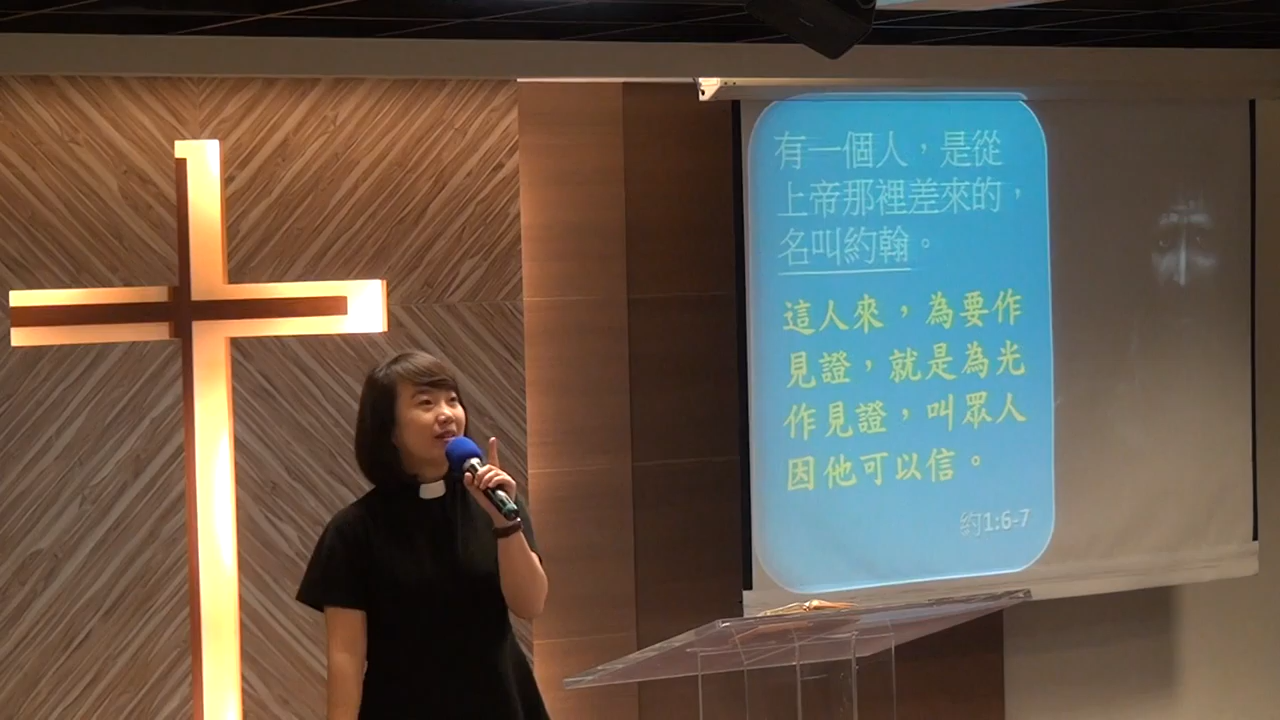 有一個人，是從
上帝那裡差來的，
名叫約翰。
這人來，為要作
見證，就是為光
作見證，叫眾人
因他可以信。
約1:6-7